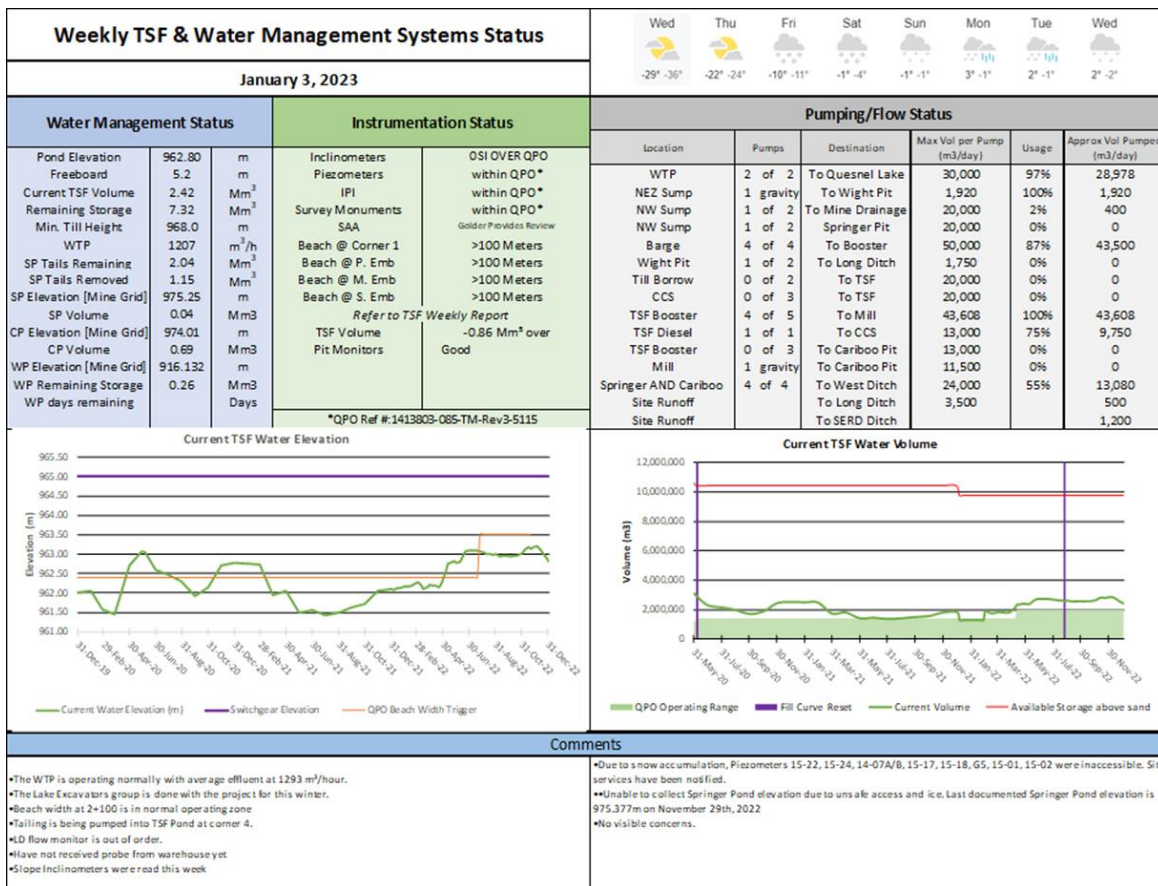 Weekly TSF & Water Management Systems Status
January 3, 2023
Wed Thu Fri Sat Sun Mon Tue Wed
-29° -36° -22° -24° -10° -11° -1° -4° -1° -1° 3° -1° 2° -1° 2° -2°
Water Management Status
Pond Elevation 962.80 m
Freeboard 5.2 m
Current TSF Volume 2.42 Mm³
Remaining Storage 7.32 Mm³
Min. Till Height 968.0 m
WTP 1207 m³/h
SP Tails Remaining 2.04 Mm³
SP Tails Removed 1.15 Mm³
SP Elevation [Mine Grid] 975.25 m
SP Volume 0.04 Mm3
CP Elevation [Mine Grid] 974.01 m
CP Volume 0.69 Mm3
WP Elevation [Mine Grid] 916.132 m
WP Remaining Storage 0.26 Mm3
WP days remaining Days
Instrumentation Status
Inclinometers 0SI OVER QPO
Piezometers within QPO*
IPI within QPO*
Survey Monuments within QPO*
SAA Golder Provides Review
Beach @ Corner 1 >100 Meters
Beach @ P. Emb >100 Meters
Beach @ M. Emb >100 Meters
Beach @ S. Emb >100 Meters
Refer to TSF Weekly Report
TSF Volume -0.86 Mm³ over
Pit Monitors Good
*QPO Ref #:1413803-085-TM-Rev3-5115
Pumping/Flow Status
Location Pumps Destination Max Vol per Pump (m3/day) Usage Approx Vol Pumped (m3/day)
WTP 2 of 2 To Quesnel Lake 30,000 97% 28,978
NEZ Sump 1 gravity To Wight Pit 1,920 100% 1,920
NW Sump 1 of 2 To Mine Drainage 20,000 2% 400
NW Sump 1 of 2 Springer Pit 20,000 0% 0
Barge 4 of 4 To Booster 50,000 87% 43,500
Wight Pit 1 of 2 To Long Ditch 1,750 0% 0
Till Borrow 0 of 2 To TSF 20,000 0% 0
CCS 0 of 3 To TSF 20,000 0% 0
TSF Booster 4 of 5 To Mill 43,608 100% 43,608
TSF Diesel 1 of 1 To CCS 13,000 75% 9,750
TSF Booster 0 of 3 To Cariboo Pit 13,000 0% 0
Mill 1 gravity To Cariboo Pit 11,500 0% 0
Springer AND Cariboo 4 of 4 To West Ditch 24,000 55% 13,080
Site Runoff To Long Ditch 3,500 500
Site Runoff To SERD Ditch 1,200
Current TSF Water Elevation
Elevation (m)
965.50
965.00
964.50
964.00
963.50
963.00
962.50
962.00
961.50
961.00
31-Dec-19 29-Feb-20 30-Apr-20 30-Jun-20 31-Aug-20 31-Oct-20 31-Dec-20 28-Feb-21 30-Apr-21 30-Jun-21 31-Aug-21 31-Oct-21 31-Dec-21 28-Feb-22 30-Apr-22 30-Jun-22 31-Aug-22 31-Oct-22 31-Dec-22
Current Water Elevation (m) Switchgear Elevation QPO Beach Width Trigger
Current TSF Water Volume
Volume (m3)
12,000,000
10,000,000
8,000,000
6,000,000
4,000,000
2,000,000
0
31-May-20 31-Jul-20 30-Sep-20 30-Nov-20 31-Jan-21 31-Mar-21 31-May-21 31-Jul-21 30-Sep-21 30-Nov-21 31-Jan-22 31-Mar-22 31-May-22 31-Jul-22 30-Sep-22 30-Nov-22
QPO Operating Range Fill Curve Reset Current Volume Available Storage above sand
Comments
•The WTP is operating normally with average effluent at 1293 m³/hour.
•The Lake Excavators group is done with the project for this winter.
•Beach width at 2+100 is in normal operating zone
•Tailing is being pumped into TSF Pond at corner 4.
•LD flow monitor is out of order.
•Have not received probe from warehouse yet
•Slope Inclinometers were read this week
•Due to snow accumulation, Piezometers 15-22, 15-24, 14-07A/B, 15-17, 15-18, G5, 15-01, 15-02 were inaccessible. Sit
services have been notified.
••Unable to collect Springer Pond elevation due to unsafe access and ice. Last documented Springer Pond elevation is
975.377m on November 29th, 2022
•No visible concerns.